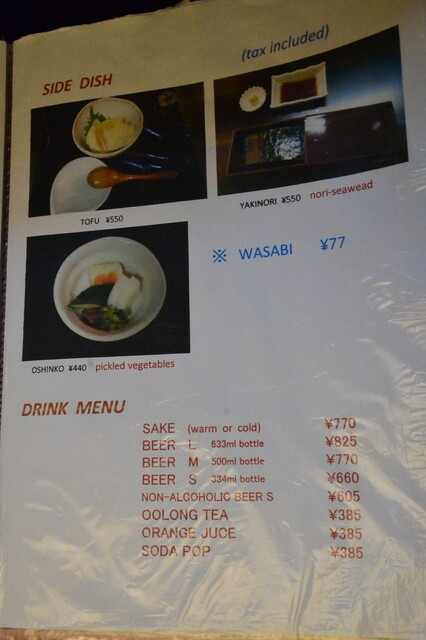 (tax included)
SIDE DISH
TOFU ¥550
YAKINORI ¥550 nori-seawead
※ WASABI ¥77
OSHINKO ¥440 pickled vegetables
DRINK MENU
SAKE (warm or cold) ¥770
BEER L 633ml bottle ¥825
BEER M 500ml bottle ¥770
BEER S 334ml bottle ¥660
NON-ALCOHOLIC BEER S ¥605
OOLONG TEA ¥385
ORANGE JUCE ¥385
SODA POP ¥385